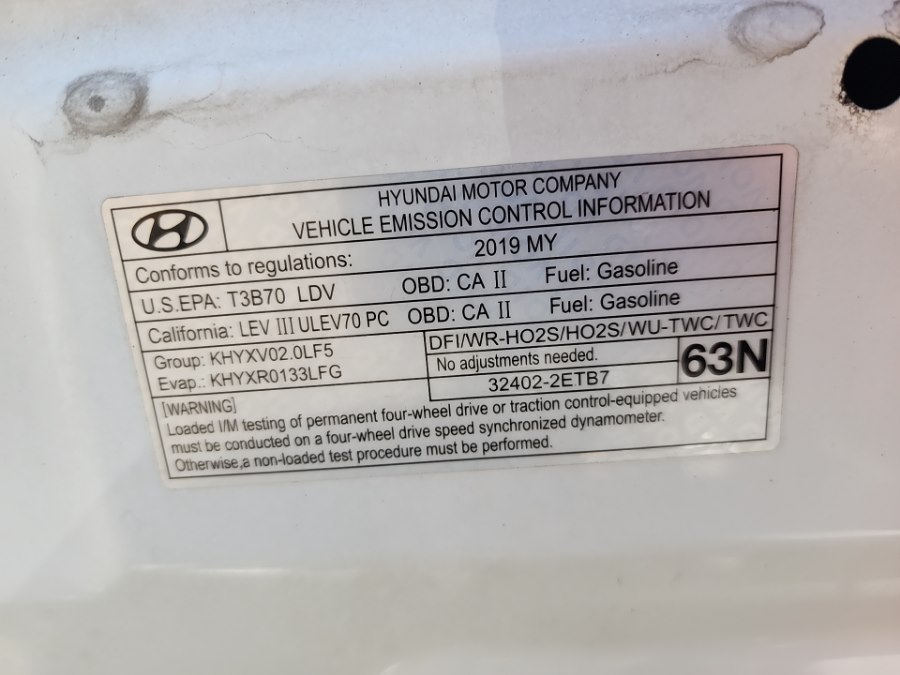 HYUNDAI MOTOR COMPANY
VEHICLE EMISSION CONTROL INFORMATION
Conforms to regulations: 2019 MY
U.S.EPA: T3B70 LDV OBD: CA II Fuel: Gasoline
California: LEV III ULEV70 PC OBD: CA II Fuel: Gasoline
Group: KHYXV02.0LF5
Evap.: KHYXR0133LFG
DFI/WR-HO2S/HO2S/WU-TWC/TWC
No adjustments needed.
32402-2ETB7
63N
[WARNING]
Loaded I/M testing of permanent four-wheel drive or traction control-equipped vehicles
must be conducted on a four-wheel drive speed synchronized dynamometer.
Otherwise,a non-loaded test procedure must be performed.